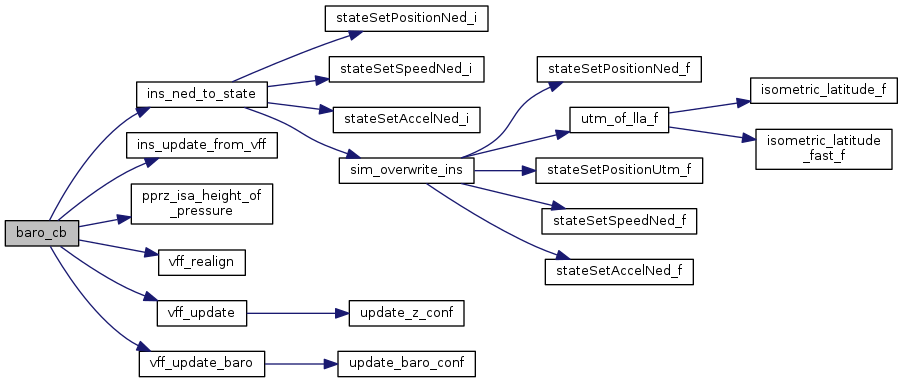 stateSetPositionNed_i
stateSetSpeedNed_i
ins_ned_to_state
stateSetAccelNed_i
stateSetPositionNed_f
isometric_latitude_f
utm_of_lla_f
isometric_latitude
_fast_f
ins_update_from_vff
sim_overwrite_ins
stateSetPositionUtm_f
pprz_isa_height_of
_pressure
stateSetSpeedNed_f
baro_cb
vff_realign
stateSetAccelNed_f
vff_update
update_z_conf
vff_update_baro
update_baro_conf